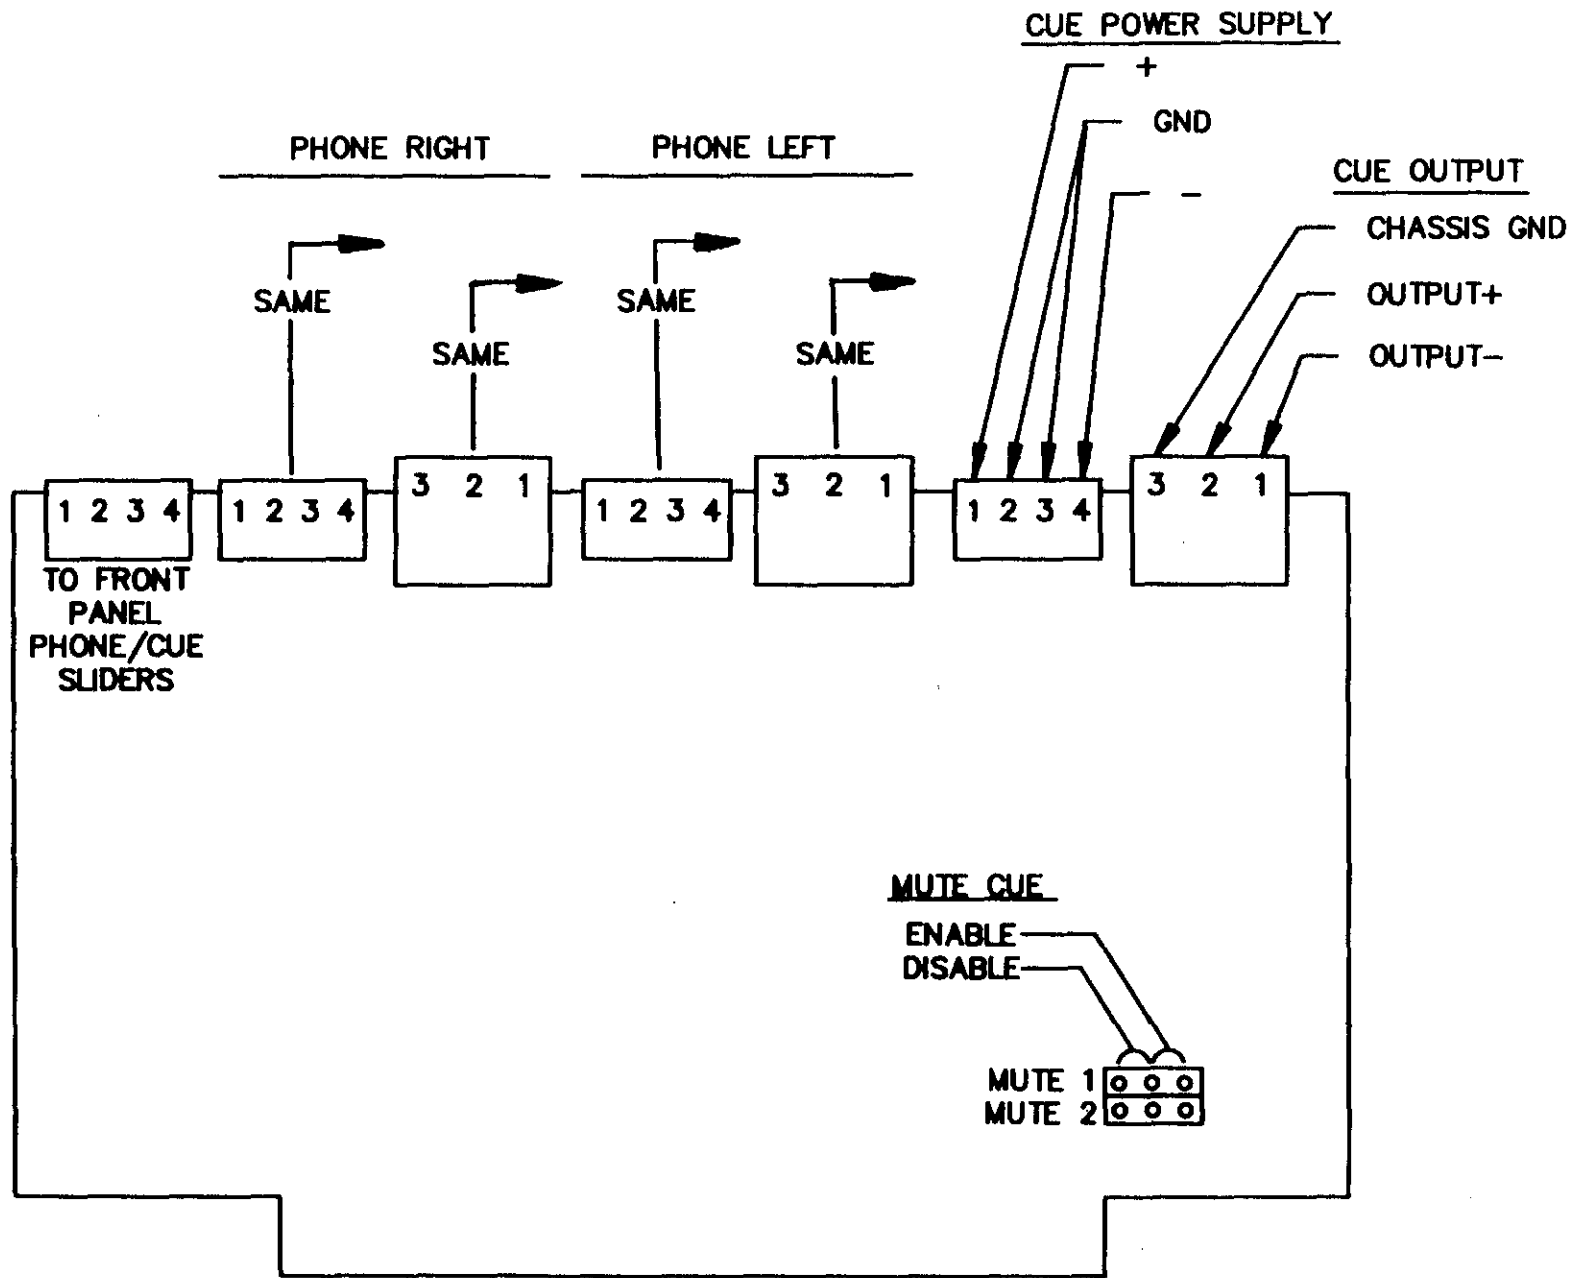 CUE POWER SUPPLY
+
GND
-
PHONE RIGHT
PHONE LEFT
CUE OUTPUT
CHASSIS GND
OUTPUT+
OUTPUT-
SAME
SAME
SAME
SAME
1 2 3 4
1 2 3 4
3 2 1
1 2 3 4
3 2 1
1 2 3 4
3 2 1
TO FRONT
PANEL
PHONE/CUE
SLIDERS
MUTE CUE
ENABLE
DISABLE
MUTE 1
MUTE 2